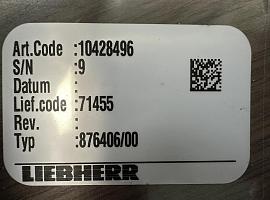 Art.Code :10428496
S/N :9
Datum :
Lief.code :71455
Rev. :
Typ :876406/00
LIEBHERR